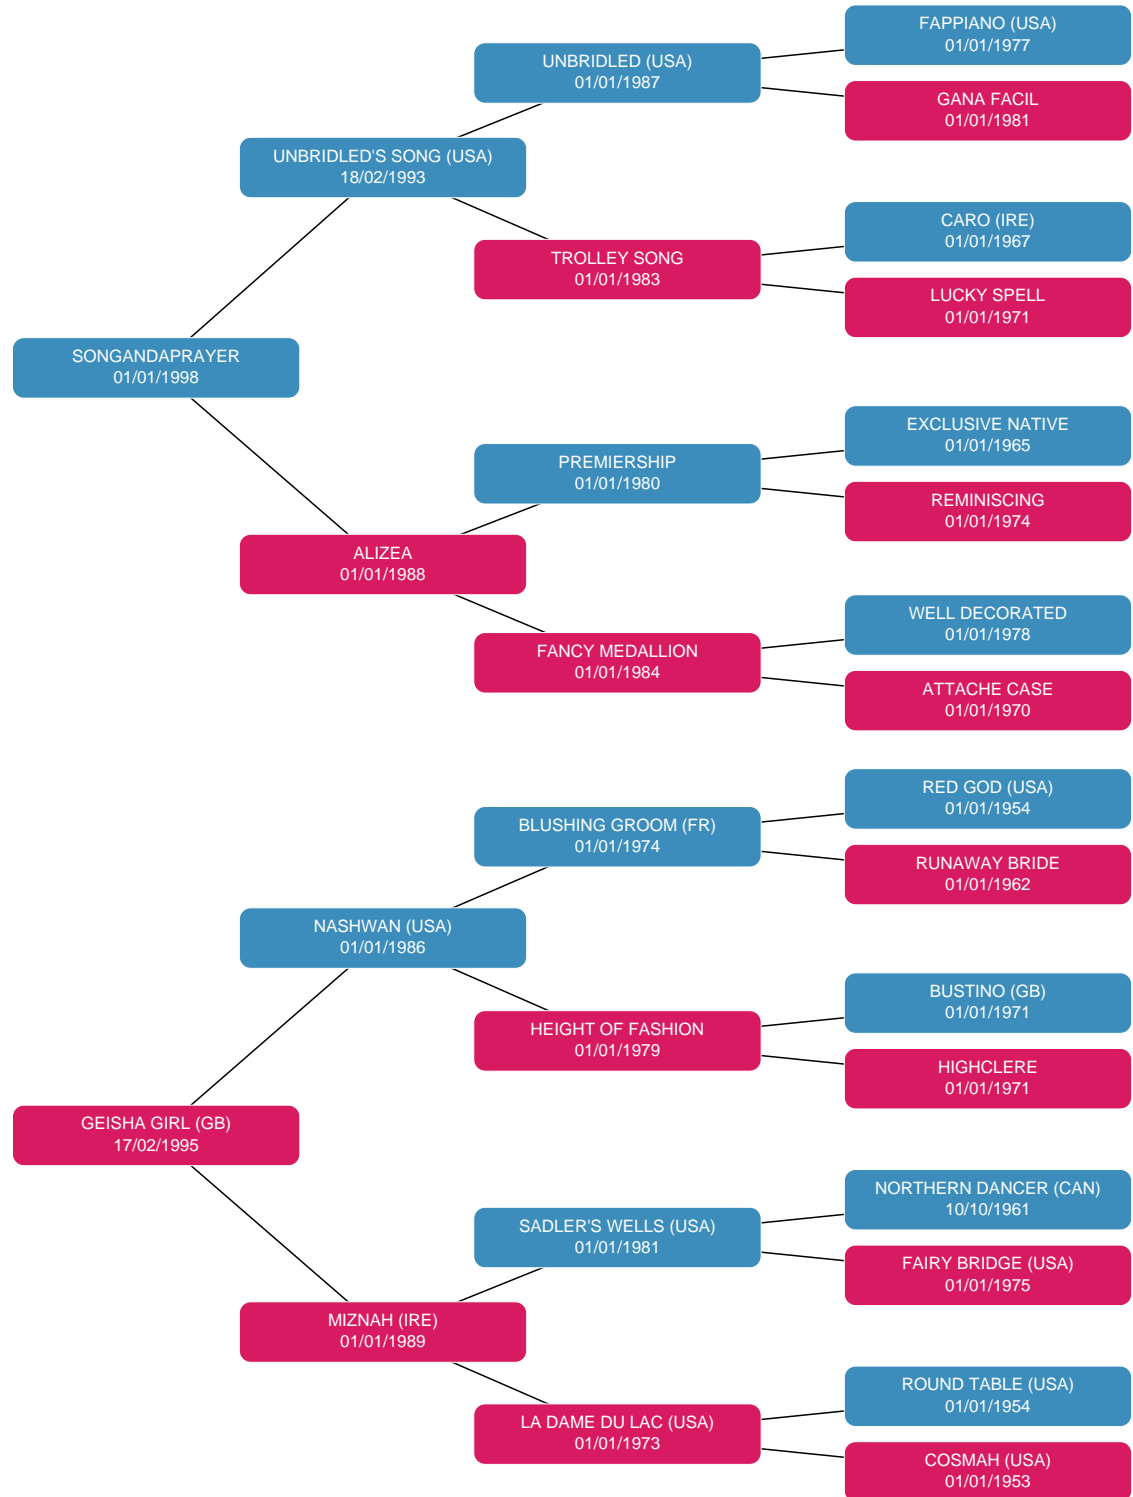 FAPPIANO (USA)
01/01/1977
UNBRIDLED (USA)
01/01/1987
GANA FACIL
01/01/1981
UNBRIDLED'S SONG (USA)
18/02/1993
CARO (IRE)
01/01/1967
TROLLEY SONG
01/01/1983
LUCKY SPELL
01/01/1971
SONGANDAPRAYER
01/01/1998
EXCLUSIVE NATIVE
01/01/1965
PREMIERSHIP
01/01/1980
REMINISCING
01/01/1974
ALIZEA
01/01/1988
WELL DECORATED
01/01/1978
FANCY MEDALLION
01/01/1984
ATTACHE CASE
01/01/1970
RED GOD (USA)
01/01/1954
BLUSHING GROOM (FR)
01/01/1974
RUNAWAY BRIDE
01/01/1962
NASHWAN (USA)
01/01/1986
BUSTINO (GB)
01/01/1971
HEIGHT OF FASHION
01/01/1979
HIGHCLERE
01/01/1971
GEISHA GIRL (GB)
17/02/1995
NORTHERN DANCER (CAN)
10/10/1961
SADLER'S WELLS (USA)
01/01/1981
FAIRY BRIDGE (USA)
01/01/1975
MIZNAH (IRE)
01/01/1989
ROUND TABLE (USA)
01/01/1954
LA DAME DU LAC (USA)
01/01/1973
COSMAH (USA)
01/01/1953